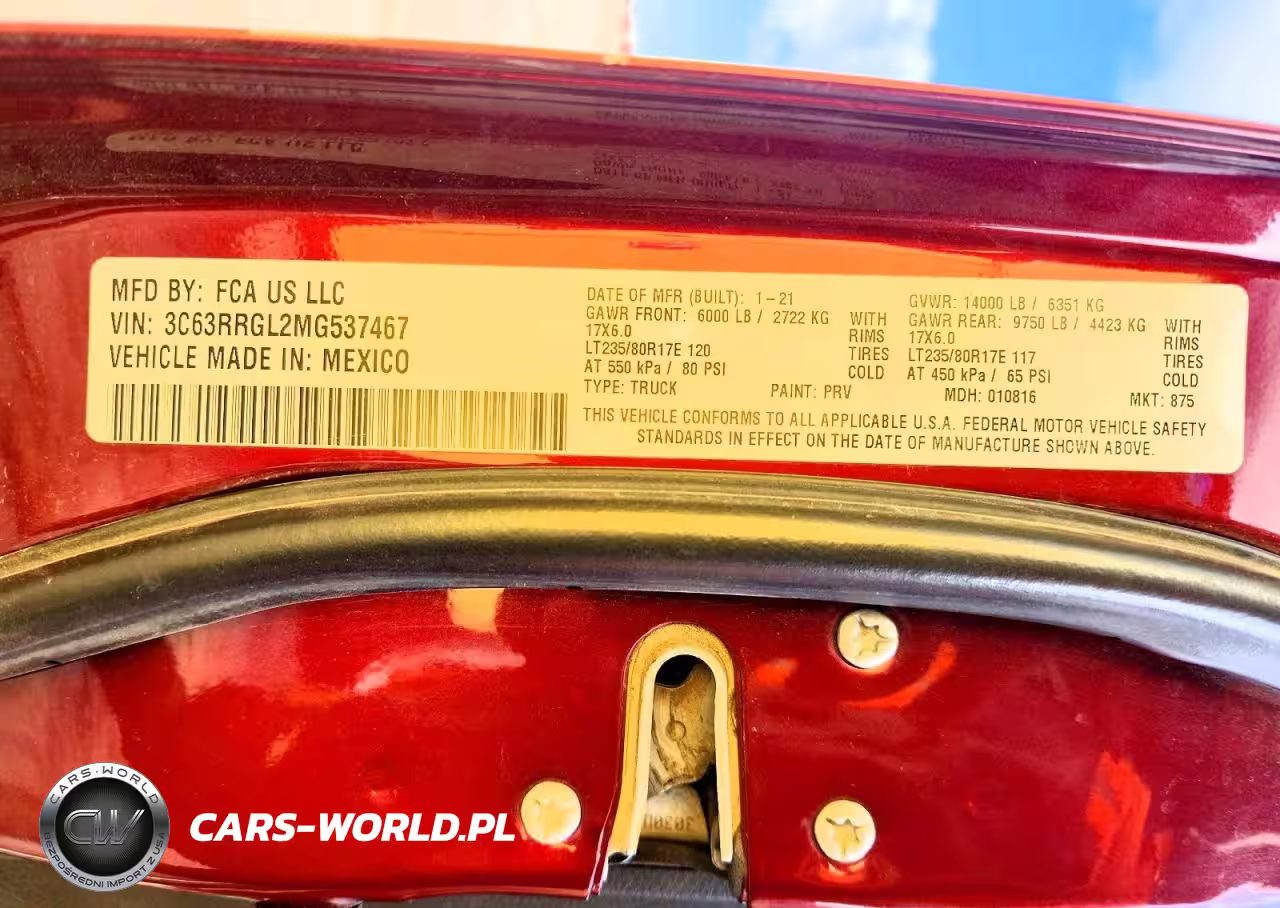 MFD BY: FCA US LLC
VIN: 3C63RRGL2MG537467
VEHICLE MADE IN: MEXICO
DATE OF MFR (BUILT): 1-21
GAWR FRONT: 6000 LB / 2722 KG WITH
17X6.0 RIMS
LT235/80R17E 120 TIRES
AT 550 kPa / 80 PSI COLD
GVWR: 14000 LB / 6351 KG
GAWR REAR: 9750 LB / 4423 KG WITH
17X6.0 RIMS
LT235/80R17E 117 TIRES
AT 450 kPa / 65 PSI COLD
TYPE: TRUCK PAINT: PRV MDH: 010816 MKT: 875
THIS VEHICLE CONFORMS TO ALL APPLICABLE U.S.A. FEDERAL MOTOR VEHICLE SAFETY
STANDARDS IN EFFECT ON THE DATE OF MANUFACTURE SHOWN ABOVE.
CARS-WORLD
CW
BEZPOŚREDNI IMPORT Z USA
CARS-WORLD.PL